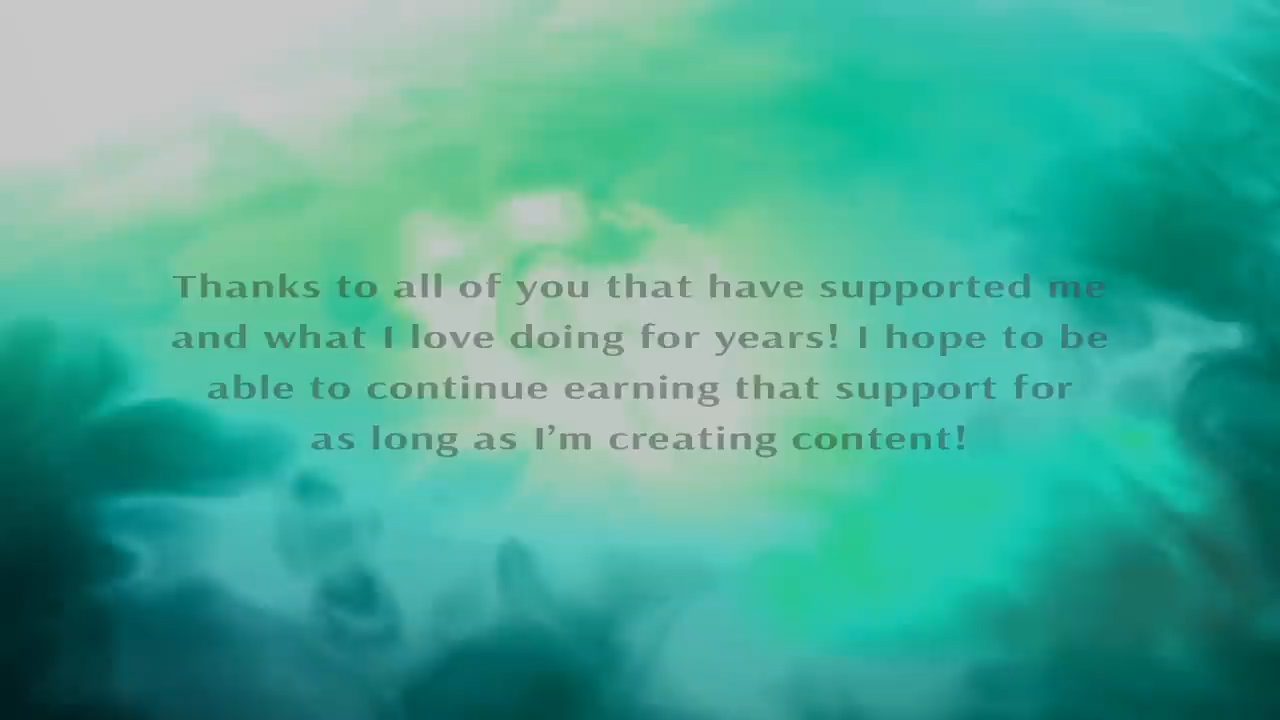 Thanks to all of you that have supported me
and what I love doing for years! I hope to be
able to continue earning that support for
as long as I’m creating content!